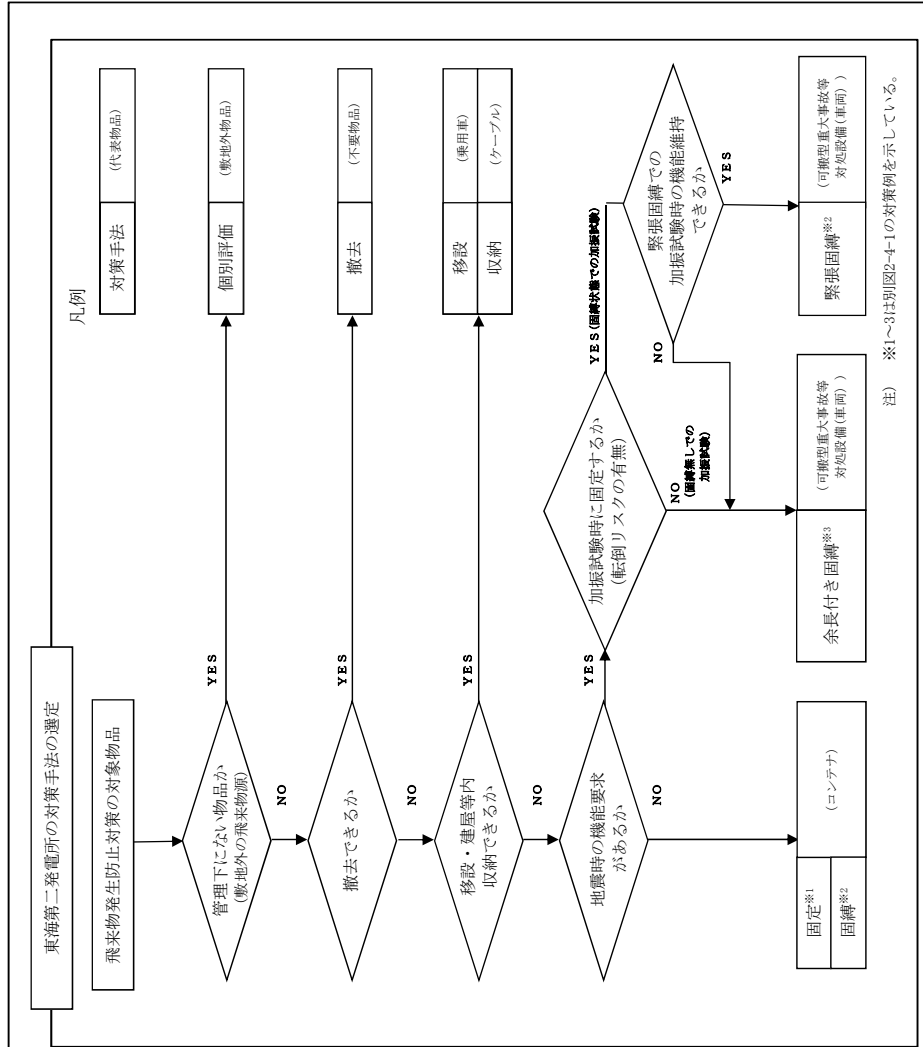 東海第二発電所の対策手法の選定
飛来物発生防止対策の対象物品
凡例
対策手法
(代表物品)
管理下にない物品か
(敷地外の飛来物源)
YES
個別評価
(敷地外物品)
NO
撤去できるか
YES
撤去
(不要物品)
NO
移設・建屋等内
収納できるか
YES
移設
(乗用車)
収納
(ケーブル)
NO
地震時の機能要求
があるか
YES
NO
加振試験時に固定するか
(転倒リスクの有無)
YES(固縛状態での加振試験)
NO
(固縛無しでの
加振試験)
緊張固縛での
加振試験時の機能維持
できるか
NO
YES
固定※1
固縛※2
(コンテナ)
余長付き固縛※3
(可搬型重大事故等
対処設備(車両))
緊張固縛※2
(可搬型重大事故等
対処設備(車両))
注) ※1~3は別図2-4-1の対策例を示している。